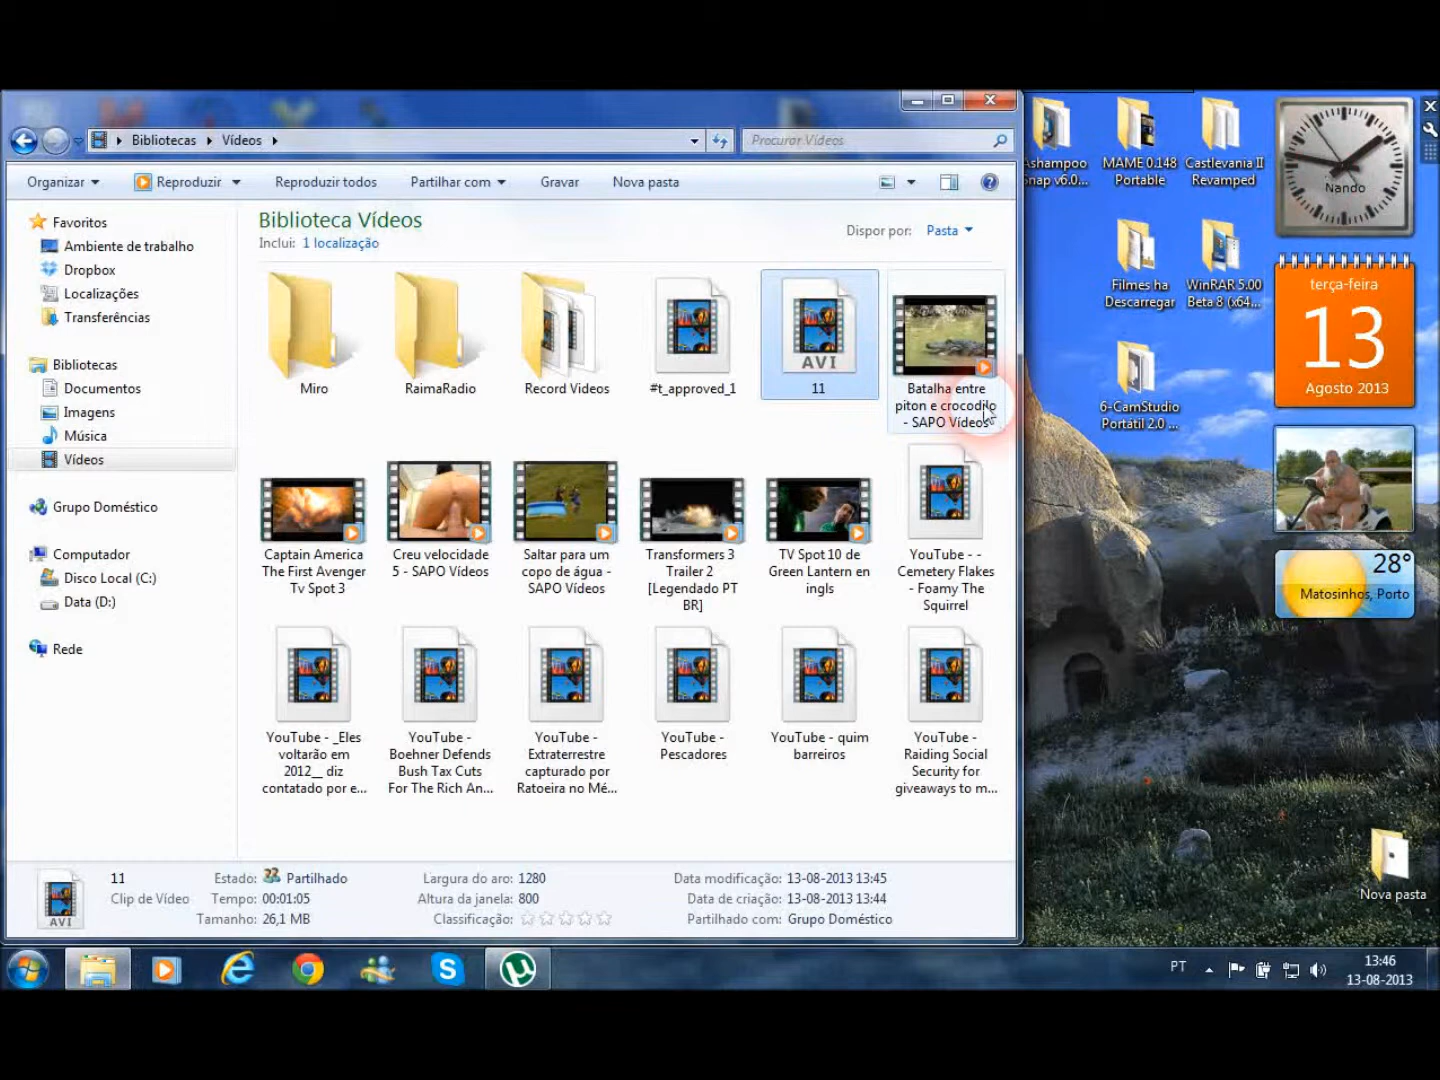 Bibliotecas
Vídeos
Procurar Vídeos
Organizar
Reproduzir
Reproduzir todos
Partilhar com
Gravar
Nova pasta
Favoritos
Ambiente de trabalho
Dropbox
Localizações
Transferências
Bibliotecas
Documentos
Imagens
Música
Vídeos
Grupo Doméstico
Computador
Disco Local (C:)
Data (D:)
Rede
Biblioteca Vídeos
Inclui: 1 localização
Dispor por: Pasta
Miro
RaimaRadio
Record Videos
#t_approved_1
AVI
11
Batalha entre
piton e crocodilo
- SAPO Vídeos
Captain America
The First Avenger
Tv Spot 3
Creu velocidade
5 - SAPO Vídeos
Saltar para um
copo de água -
SAPO Vídeos
Transformers 3
Trailer 2
[Legendado PT
BR]
TV Spot 10 de
Green Lantern en
ingls
YouTube - -
Cemetery Flakes
- Foamy The
Squirrel
YouTube - _Eles
voltarão em
2012__ diz
contatado por e...
YouTube -
Boehner Defends
Bush Tax Cuts
For The Rich An...
YouTube -
Extraterrestre
capturado por
Ratoeira no Mé...
YouTube -
Pescadores
YouTube - quim
barreiros
YouTube -
Raiding Social
Security for
giveaways to m...
AVI
11
Clip de Vídeo
Estado: Partilhado
Tempo: 00:01:05
Tamanho: 26,1 MB
Largura do aro: 1280
Altura da janela: 800
Classificação:
Data modificação: 13-08-2013 13:45
Data de criação: 13-08-2013 13:44
Partilhado com: Grupo Doméstico
Ashampoo
Snap v6.0...
MAME 0.148
Portable
Castlevania II
Revamped
Filmes ha
Descarregar
WinRAR 5.00
Beta 8 (x64...
6-CamStudio
Portátil 2.0 ...
Nando
terça-feira
13
Agosto 2013
28°
Matosinhos, Porto
Nova pasta
PT
13:46
13-08-2013